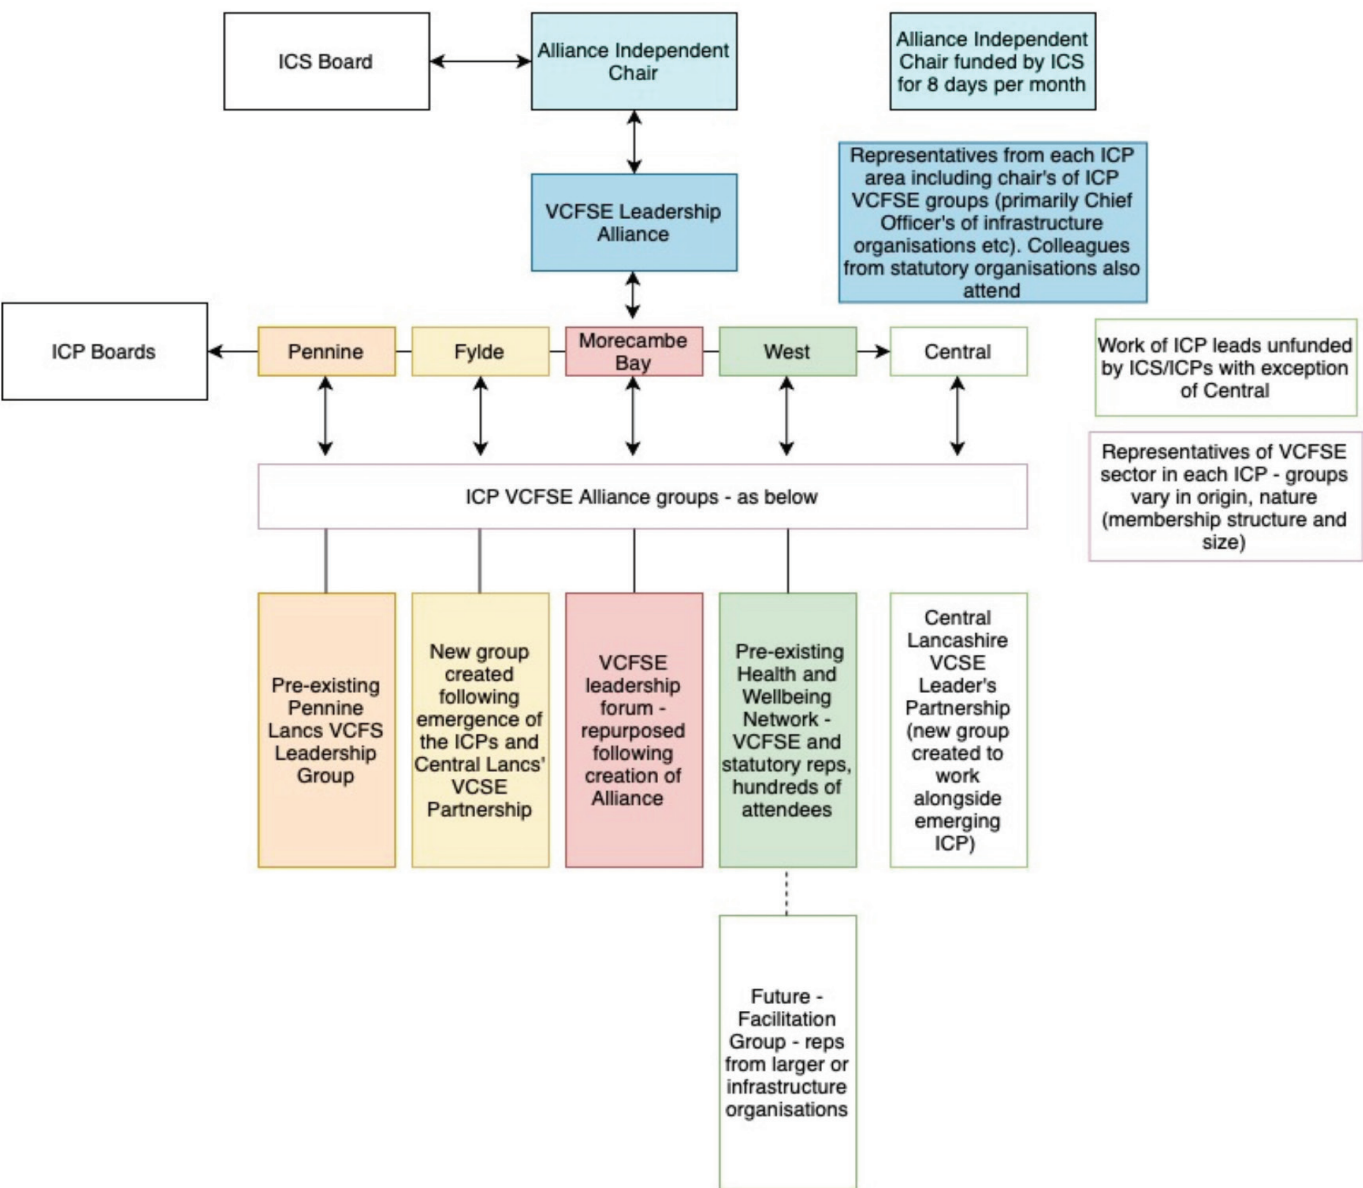 ICS Board
Alliance Independent
Chair
Alliance Independent
Chair funded by ICS
for 8 days per month
VCFSE Leadership
Alliance
Representatives from each ICP
area including chair's of ICP
VCFSE groups (primarily Chief
Officer's of infrastructure
organisations etc). Colleagues
from statutory organisations also
attend
ICP Boards
Pennine
Fylde
Morecambe
Bay
West
Central
Work of ICP leads unfunded
by ICS/ICPs with exception
of Central
ICP VCFSE Alliance groups - as below
Representatives of VCFSE
sector in each ICP - groups
vary in origin, nature
(membership structure and
size)
Pre-existing
Pennine
Lancs VCFS
Leadership
Group
New group
created
following
emergence of
the ICPs and
Central Lancs'
VCSE
Partnership
VCFSE
leadership
forum -
repurposed
following
creation of
Alliance
Pre-existing
Health and
Wellbeing
Network -
VCFSE and
statutory reps,
hundreds of
attendees
Central
Lancashire
VCSE
Leader's
Partnership
(new group
created to
work
alongside
emerging
ICP)
Future -
Facilitation
Group - reps
from larger or
infrastructure
organisations